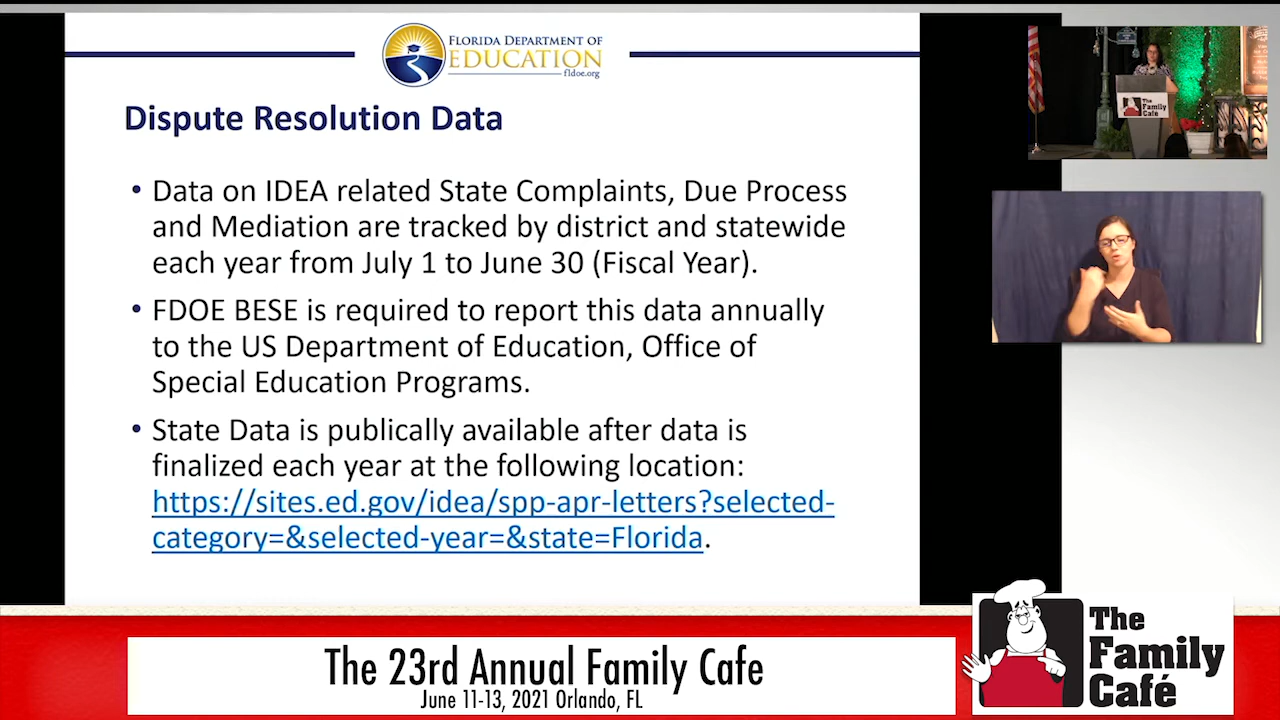 FLORIDA DEPARTMENT OF
EDUCATION
fldoe.org
Dispute Resolution Data
• Data on IDEA related State Complaints, Due Process
and Mediation are tracked by district and statewide
each year from July 1 to June 30 (Fiscal Year).
• FDOE BESE is required to report this data annually
to the US Department of Education, Office of
Special Education Programs.
• State Data is publically available after data is
finalized each year at the following location:
https://sites.ed.gov/idea/spp-apr-letters?selected-
category=&selected-year=&state=Florida.
The
Family
Café
The 23rd Annual Family Cafe
June 11-13, 2021 Orlando, FL
The
Family
Café